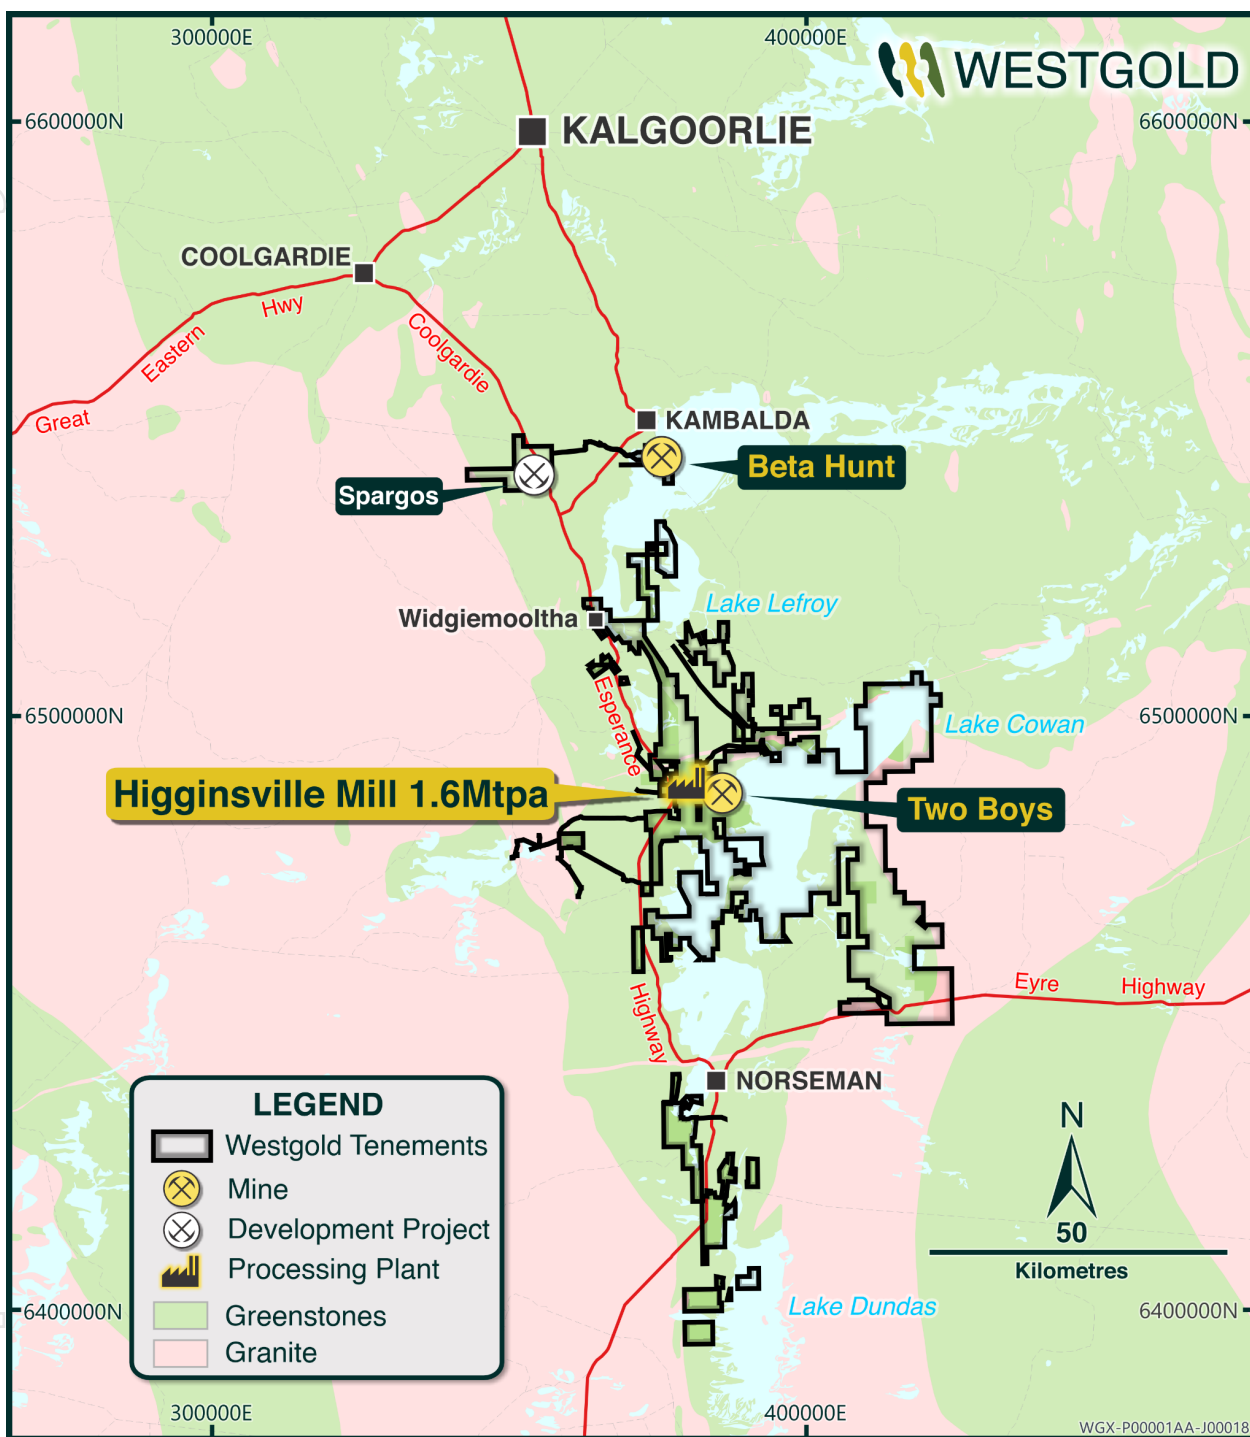 300000E
400000E
WESTGOLD
6600000N
KALGOORLIE
6600000N
COOLGARDIE
Great Eastern Hwy
Coolgardie
KAMBALDA
Beta Hunt
Spargos
Lake Lefroy
Widgiemooltha
Esperance
6500000N
Lake Cowan
6500000N
Higginsville Mill 1.6Mtpa
Two Boys
Highway
Eyre Highway
NORSEMAN
LEGEND
Westgold Tenements
Mine
Development Project
Processing Plant
Greenstones
Granite
N
50
Kilometres
6400000N
Lake Dundas
6400000N
300000E
400000E
WGX-P00001AA-J00018